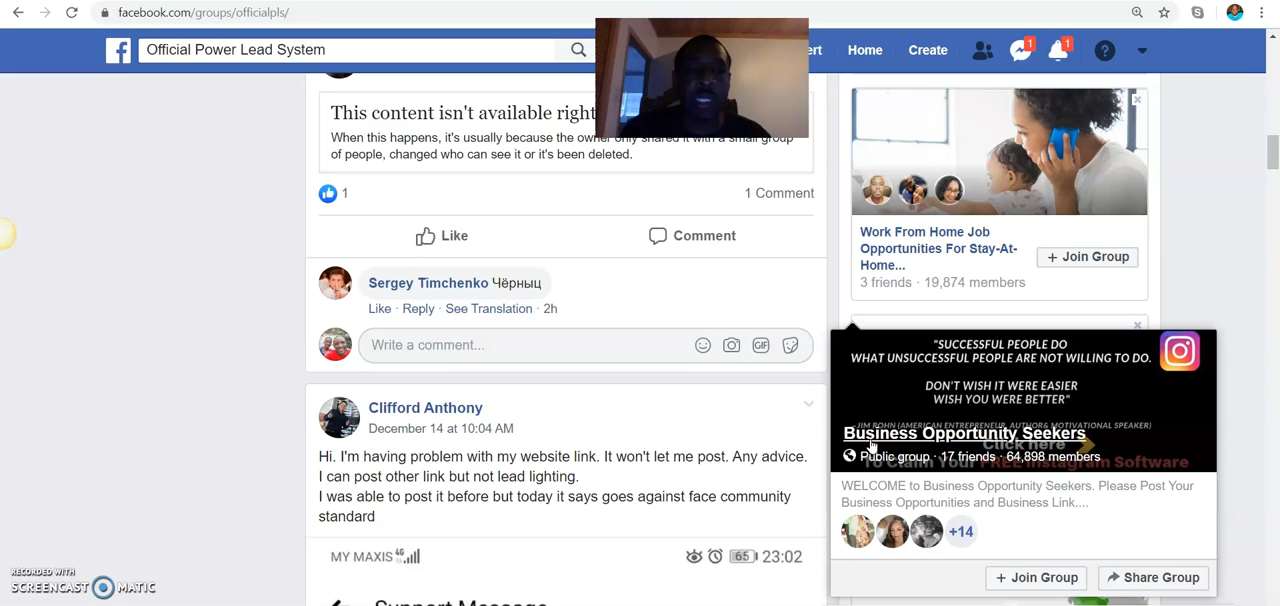 facebook.com/groups/officialpls/
Official Power Lead System
Home
Create
1
1
This content isn't available right
When this happens, it's usually because the owner only shared it with a small group
of people, changed who can see it or it's been deleted.
1
1 Comment
Like
Comment
Sergey Timchenko Чёрныц
Like · Reply · See Translation · 2h
Write a comment...
GIF
Clifford Anthony
December 14 at 10:04 AM
Hi. I'm having problem with my website link. It won't let me post. Any advice.
I can post other link but not lead lighting.
I was able to post it before but today it says goes against face community
standard
MY MAXIS 4G
65
23:02
Support Message
Work From Home Job
Opportunities For Stay-At-
Home...
+ Join Group
3 friends · 19,874 members
"SUCCESSFUL PEOPLE DO
WHAT UNSUCCESSFUL PEOPLE ARE NOT WILLING TO DO.
DON'T WISH IT WERE EASIER
WISH YOU WERE BETTER"
- JIM ROHN (AMERICAN ENTREPRENEUR, AUTHOR& MOTIVATIONAL SPEAKER)
Business Opportunity Seekers
Click here
Public group · 17 friends · 64,898 members
To Claim Your FREE Instagram Software
WELCOME to Business Opportunity Seekers. Please Post Your
Business Opportunities and Business Link....
+14
+ Join Group
Share Group
RECORDED WITH
SCREENCAST MATIC